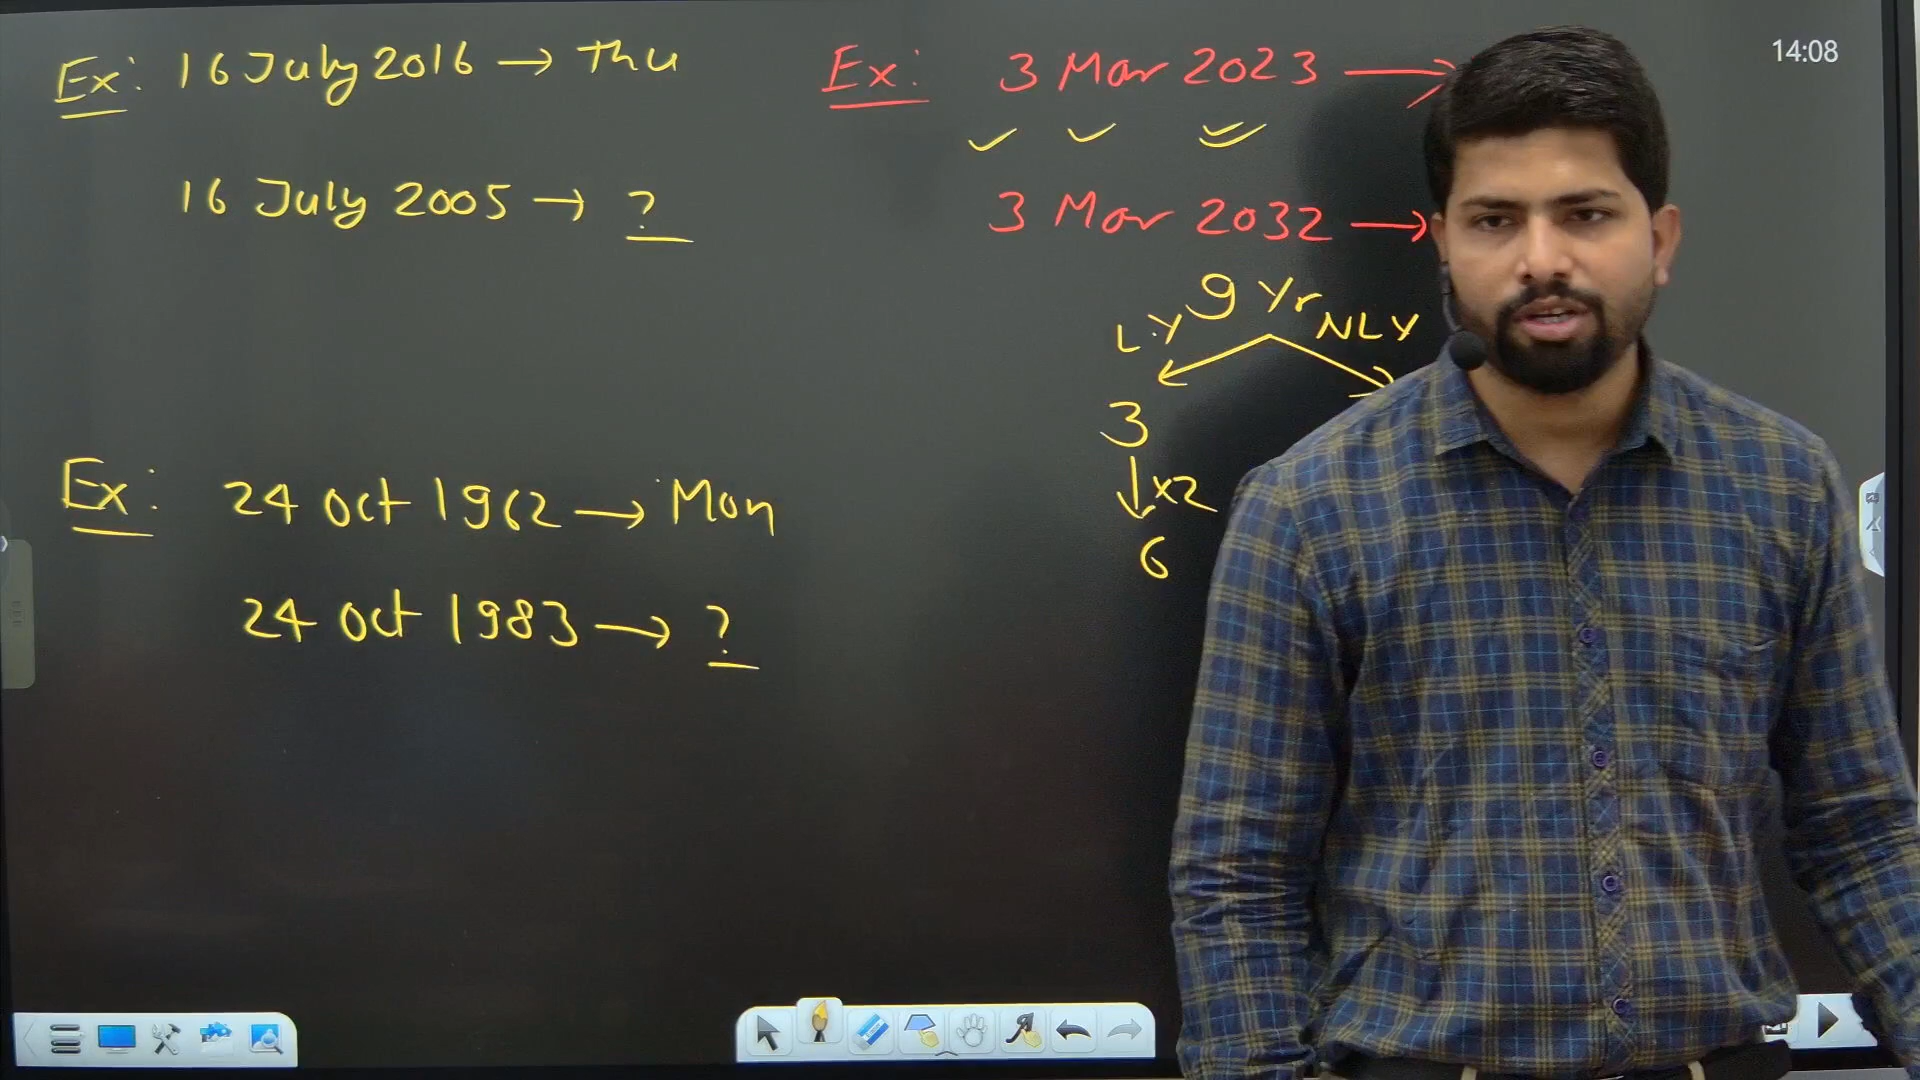 Ex: 16 July 2016 → Thu
16 July 2005 → ?
Ex: 24 Oct 1962 → Mon
24 Oct 1983 → ?
Ex: 3 Mar 2023 →
3 Mar 2032 →
9 Yr
L.Y NLY
3
↓ x2
6
14:08